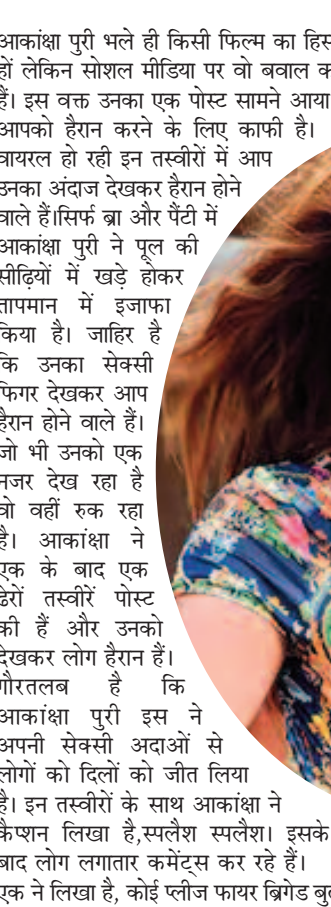 आकांक्षा पुरी भले ही किसी फिल्म का हिस
हों लेकिन सोशल मीडिया पर वो बवाल क
हैं। इस वक्त उनका एक पोस्ट सामने आया
आपको हैरान करने के लिए काफी है।
वायरल हो रही इन तस्वीरों में आप
उनका अंदाज देखकर हैरान होने
वाले हैं।सिर्फ ब्रा और पैंटी में
आकांक्षा पुरी ने पूल की
सीढ़ियों में खड़े होकर
तापमान में इजाफा
किया है। जाहिर है
कि उनका सेक्सी
फिगर देखकर आप
हैरान होने वाले हैं।
जो भी उनको एक
नजर देख रहा है
वो वहीं रुक रहा
है। आकांक्षा ने
एक के बाद एक
ढेरों तस्वीरें पोस्ट
की हैं और उनको
देखकर लोग हैरान हैं।
गौरतलब है कि
आकांक्षा पुरी इस ने
अपनी सेक्सी अदाओं से
लोगों को दिलों को जीत लिया
है। इन तस्वीरों के साथ आकांक्षा ने
कैप्शन लिखा है,स्पलैश स्पलैश। इसके
बाद लोग लगातार कमेंट्स कर रहे हैं।
एक ने लिखा है, कोई प्लीज फायर ब्रिगेड बुल